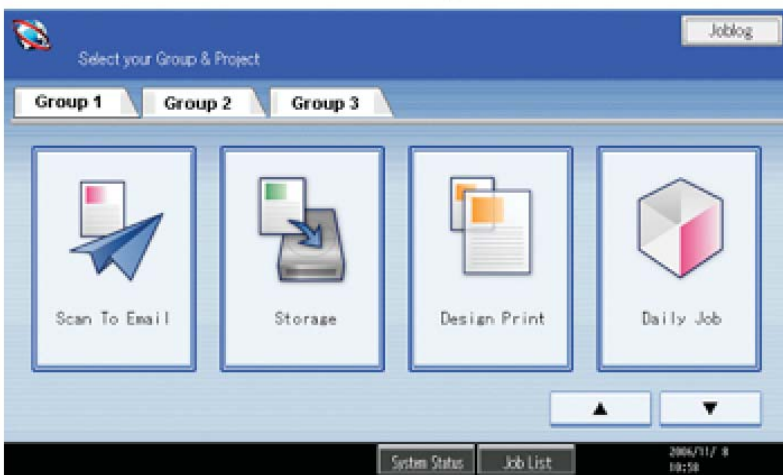 Joblog
Select your Group & Project
Group 1 Group 2 Group 3
Scan To Email Storage Design Print Daily Job
System Status Job List 2006/11/ 8
10:58